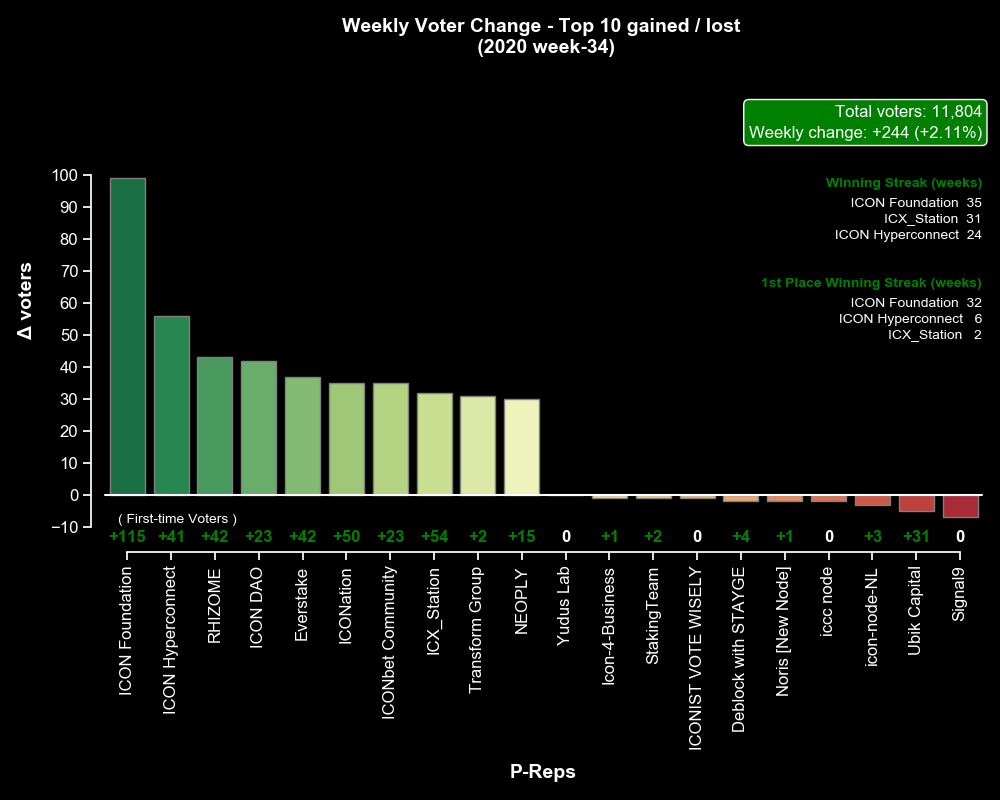 Weekly Voter Change - Top 10 gained / lost
(2020 week-34)
Total voters: 11,804
Weekly change: +244 (+2.11%)
Winning Streak (weeks)
ICON Foundation 35
ICX_Station 31
ICON Hyperconnect 24
1st Place Winning Streak (weeks)
ICON Foundation 32
ICON Hyperconnect 6
ICX_Station 2
Δ voters
100
90
80
70
60
50
40
30
20
10
0
−10
( First-time Voters )
+115 +41 +42 +23 +42 +50 +23 +54 +2 +15 0 +1 +2 0 +4 +1 0 +3 +31 0
ICON Foundation
ICON Hyperconnect
RHIZOME
ICON DAO
Everstake
ICONation
ICONbet Community
ICX_Station
Transform Group
NEOPLY
Yudus Lab
Icon-4-Business
StakingTeam
ICONIST VOTE WISELY
Deblock with STAYGE
Noris [New Node]
iccc node
icon-node-NL
Ubik Capital
Signal9
P-Reps